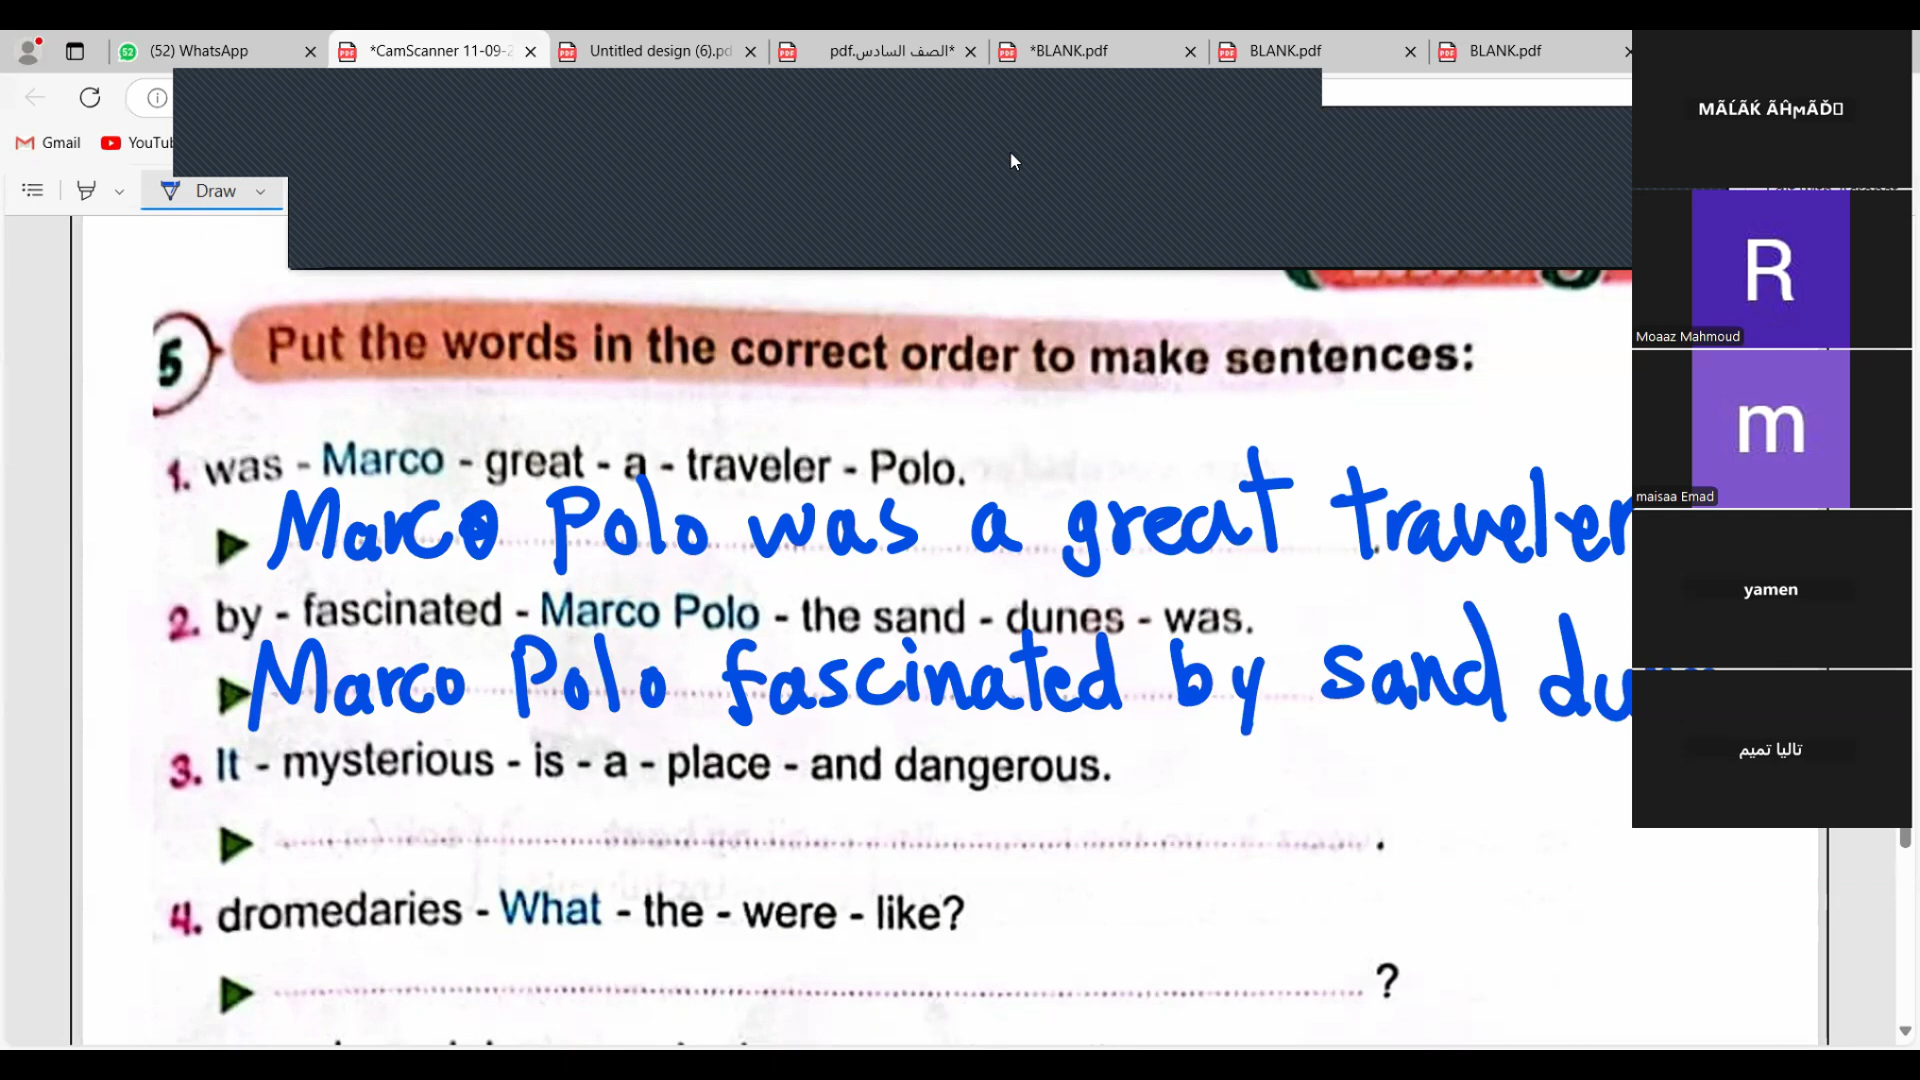 (52) WhatsApp
*CamScanner 11-09-2
Untitled design (6).pd
*الصف السادس.pdf
*BLANK.pdf
BLANK.pdf
BLANK.pdf
Gmail
Draw
MÃĹÃḰ ÃĤϻÃĎ
R
Moaaz Mahmoud
m
maisaa Emad
yamen
تاليا تميم
5 Put the words in the correct order to make sentences:
1. was - Marco - great - a - traveler - Polo.
Marco Polo was a great traveler
2. by - fascinated - Marco Polo - the sand - dunes - was.
Marco Polo fascinated by sand
3. It - mysterious - is - a - place - and dangerous.
4. dromedaries - What - the - were - like?
?